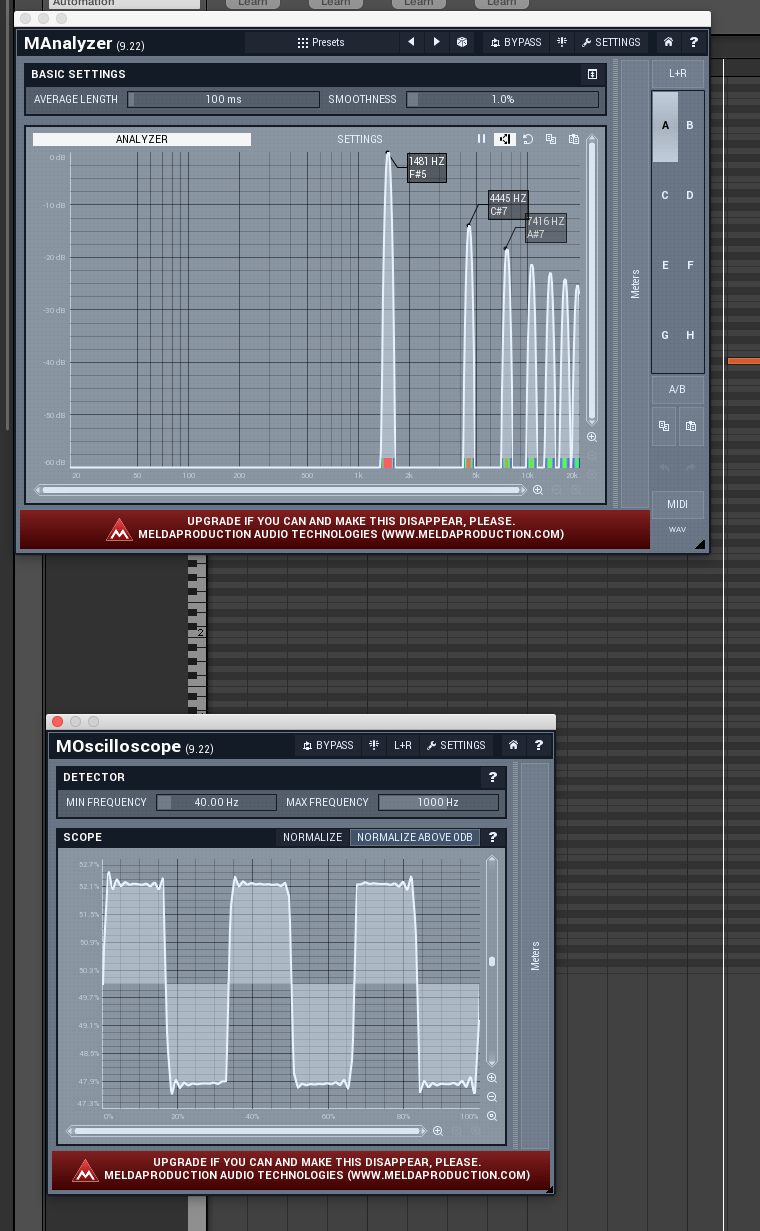 Automation
Learn Learn Learn Learn
MAnalyzer (9.22) Presets BYPASS SETTINGS ?
BASIC SETTINGS
AVERAGE LENGTH 100 ms SMOOTHNESS 1.0%
ANALYZER SETTINGS
0 dB
-10 dB
-20 dB
-30 dB
-40 dB
-50 dB
-60 dB
1481 HZ
F#5
4445 HZ
C#7
7416 HZ
A#7
20 50 100 200 500 1k 2k 5k 10k 20k
Meters
L+R
A B
C D
E F
G H
A/B
MIDI
WAV
UPGRADE IF YOU CAN AND MAKE THIS DISAPPEAR, PLEASE.
MELDAPRODUCTION AUDIO TECHNOLOGIES (WWW.MELDAPRODUCTION.COM)
2
MOscilloscope (9.22) BYPASS L+R SETTINGS ?
DETECTOR ?
MIN FREQUENCY 40.00 Hz MAX FREQUENCY 1000 Hz
SCOPE NORMALIZE NORMALIZE ABOVE 0DB ?
52.7%
52.1%
51.5%
50.9%
50.3%
49.7%
49.1%
48.5%
47.9%
47.3%
0% 20% 40% 60% 80% 100%
Meters
UPGRADE IF YOU CAN AND MAKE THIS DISAPPEAR, PLEASE.
MELDAPRODUCTION AUDIO TECHNOLOGIES (WWW.MELDAPRODUCTION.COM)